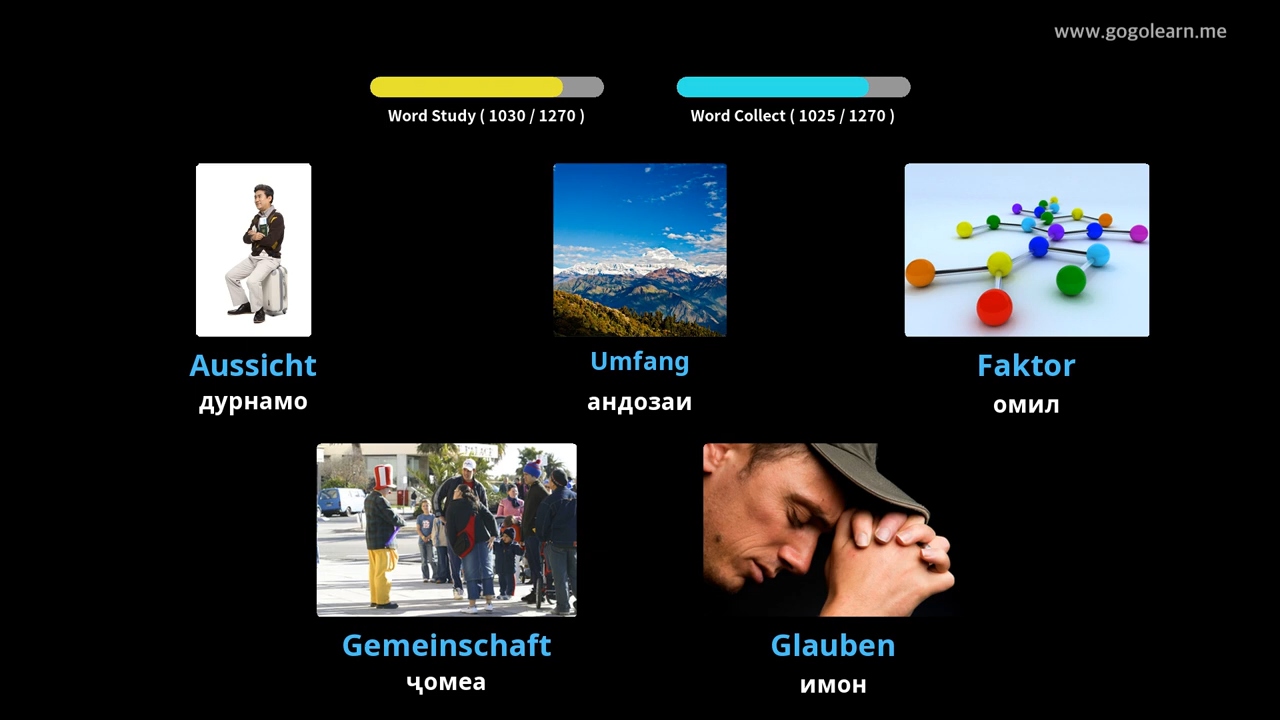 www.gogolearn.me
Word Study ( 1030 / 1270 )
Word Collect ( 1025 / 1270 )
Aussicht
дурнамо
Umfang
андозаи
Faktor
омил
Gemeinschaft
ҷомеа
Glauben
имон